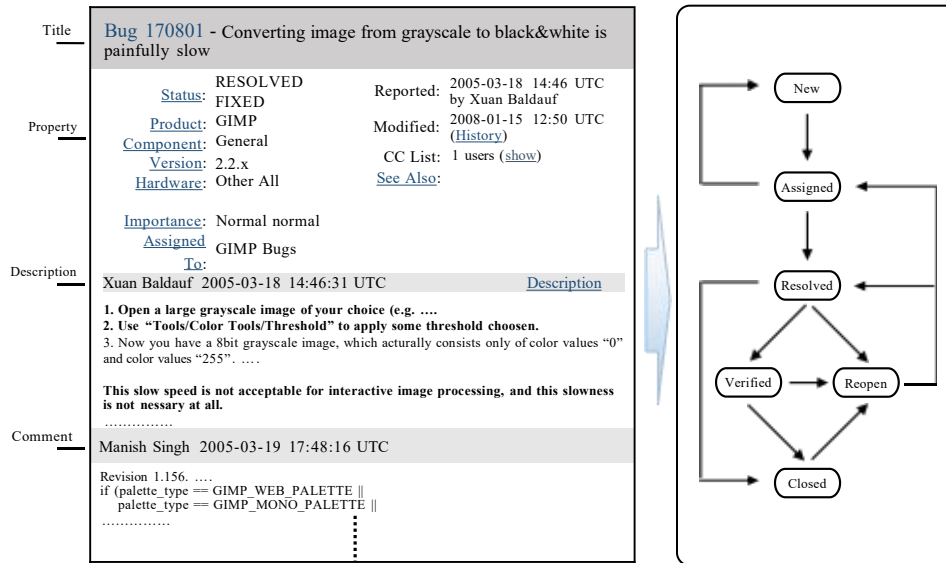 Title
Bug 170801 - Converting image from grayscale to black&white is
painfully slow
Property
Status: RESOLVED
FIXED
Product: GIMP
Component: General
Version: 2.2.x
Hardware: Other All
Importance: Normal normal
Assigned
To: GIMP Bugs
Reported: 2005-03-18 14:46 UTC
by Xuan Baldauf
Modified: 2008-01-15 12:50 UTC
(History)
CC List: 1 users (show)
See Also:
Description
Xuan Baldauf 2005-03-18 14:46:31 UTC Description
1. Open a large grayscale image of your choice (e.g. ….
2. Use “Tools/Color Tools/Threshold” to apply some threshold choosen.
3. Now you have a 8bit grayscale image, which acturally consists only of color values “0”
and color values “255”. ….
This slow speed is not acceptable for interactive image processing, and this slowness
is not nessary at all.
……………
Comment
Manish Singh 2005-03-19 17:48:16 UTC
Revision 1.156. ….
if (palette_type == GIMP_WEB_PALETTE ||
palette_type == GIMP_MONO_PALETTE ||
……………
New
Assigned
Resolved
Verified
Reopen
Closed